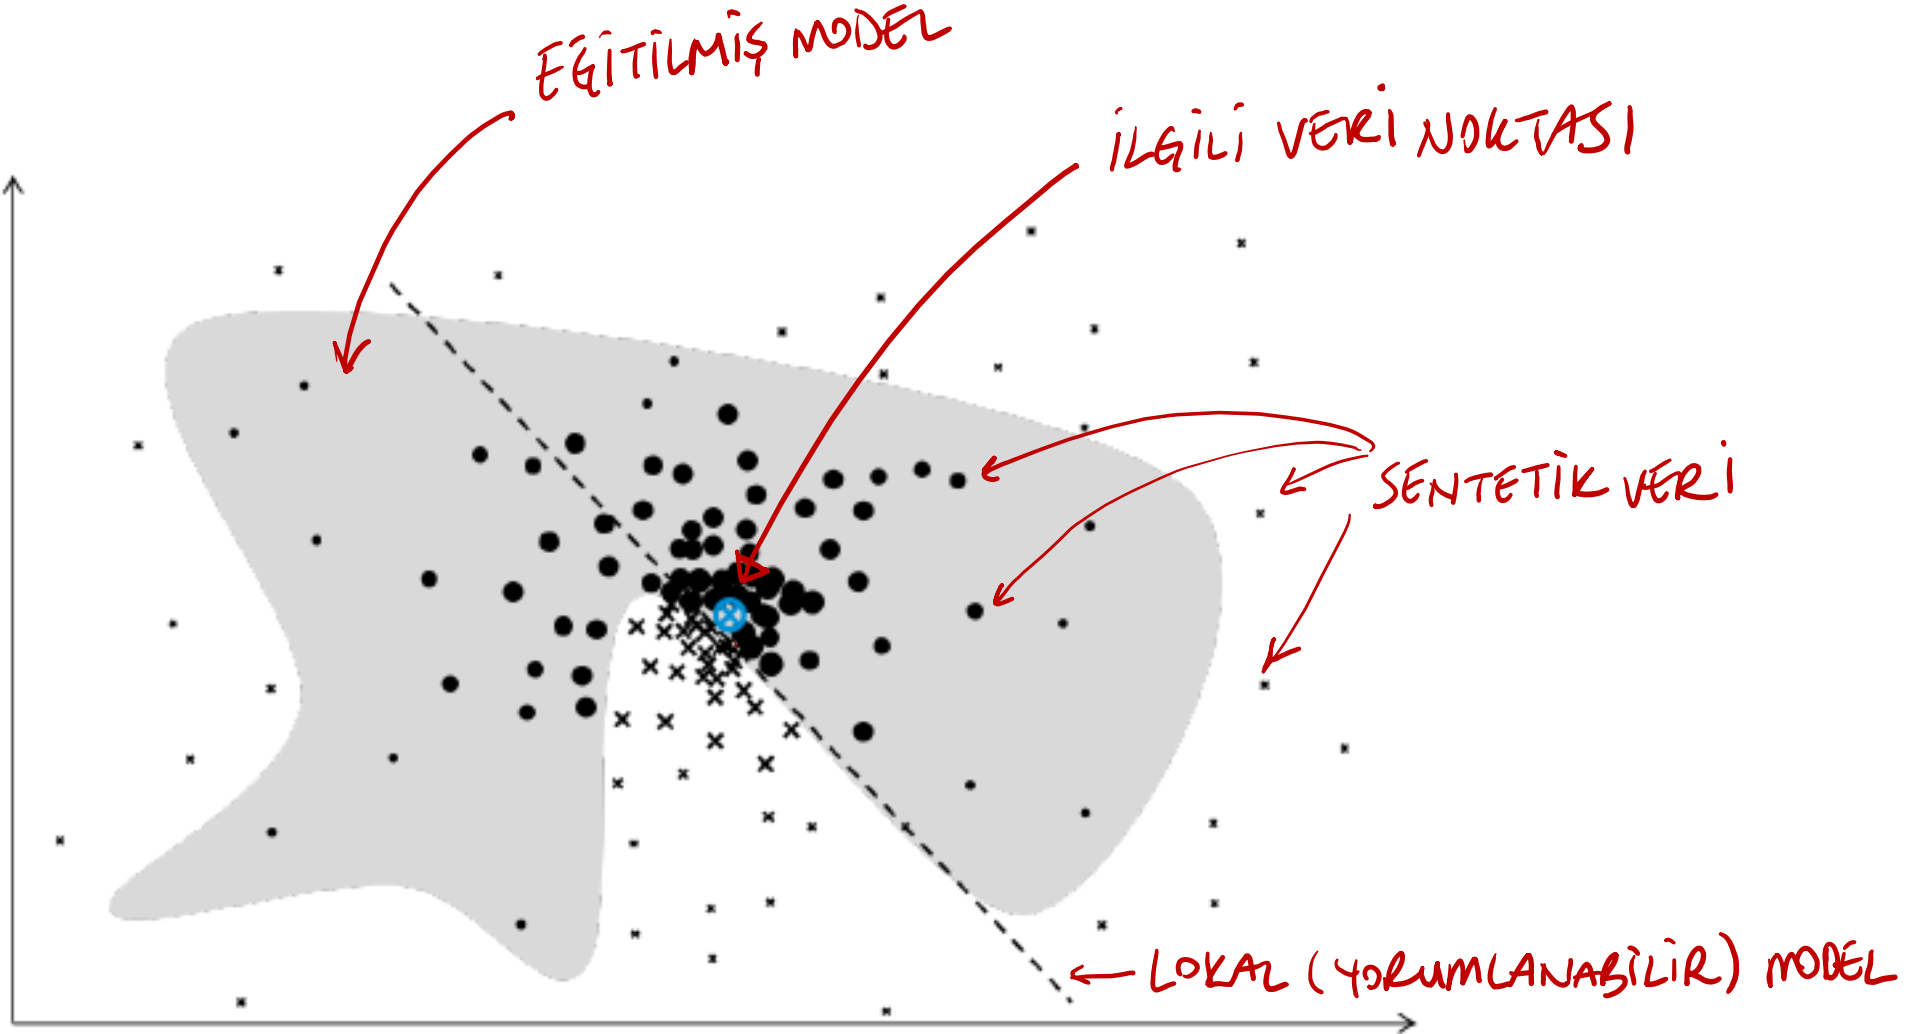 EĞİTİLMİŞ MODEL
İLGİLİ VERİ NOKTASI
SENTETİK VERİ
LOKAL (YORUMLANABİLİR) MODEL